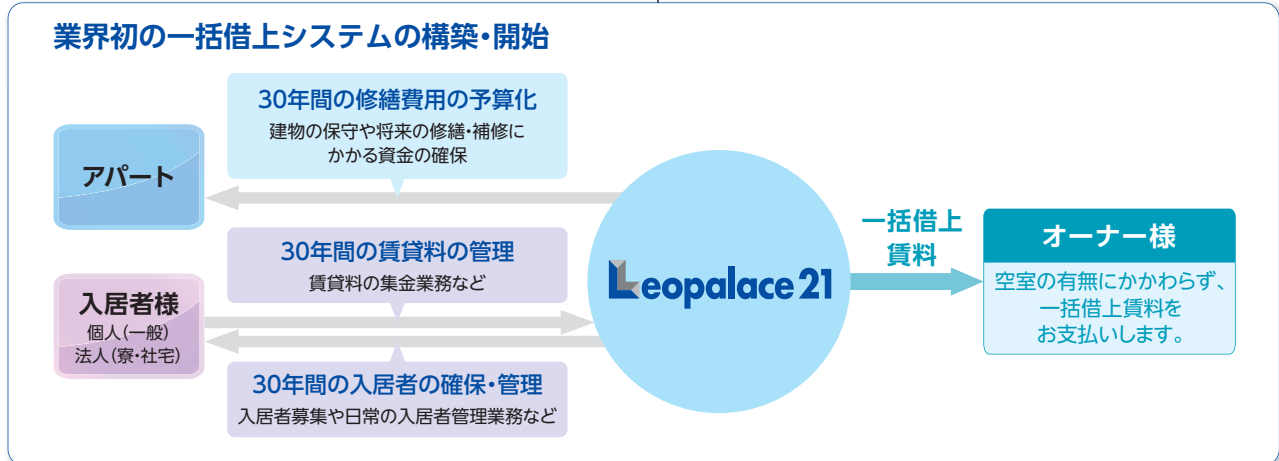 業界初の一括借上システムの構築・開始
30年間の修繕費用の予算化
建物の保守や将来の修繕・補修に
かかる資金の確保
アパート
30年間の賃貸料の管理
賃貸料の集金業務など
入居者様
個人(一般)
法人(寮・社宅)
30年間の入居者の確保・管理
入居者募集や日常の入居者管理業務など
Leopalace21
一括借上
賃料
オーナー様
空室の有無にかかわらず、
一括借上賃料を
お支払いします。